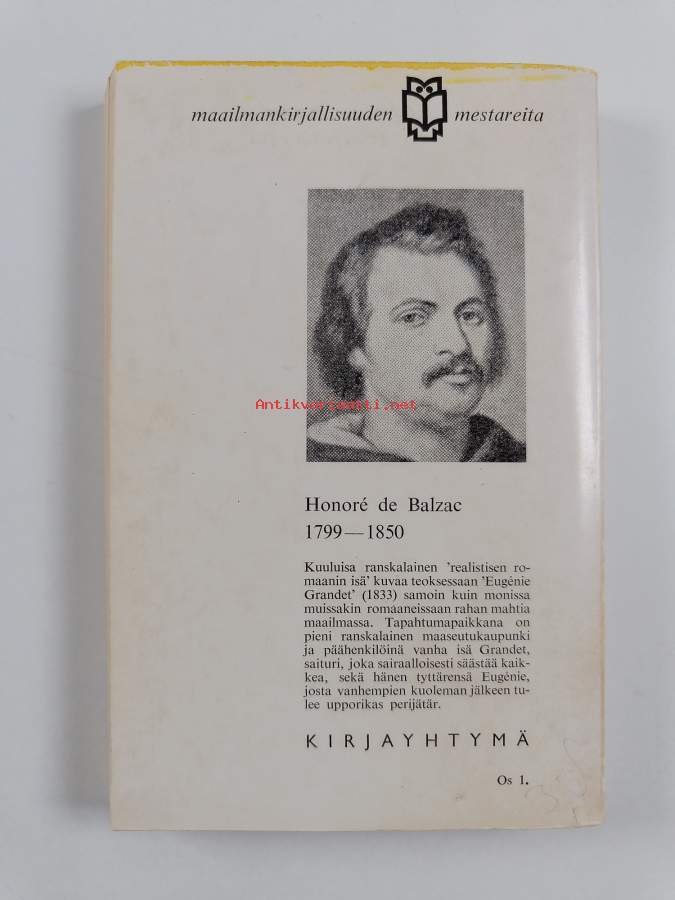 maailmankirjallisuuden mestareita
Antikvariaatti.net
Honoré de Balzac
1799—1850
Kuuluisa ranskalainen 'realistisen ro-
maanin isä' kuvaa teoksessaan 'Eugénie
Grandet' (1833) samoin kuin monissa
muissakin romaaneissaan rahan mahtia
maailmassa. Tapahtumapaikkana on
pieni ranskalainen maaseutukaupunki
ja päähenkilöinä vanha isä Grandet,
saituri, joka sairaalloisesti säästää kaik-
kea, sekä hänen tyttärensä Eugénie,
josta vanhempien kuoleman jälkeen tu-
lee upporikas perijätär.
KIRJAYHTYMÄ
Os 1.